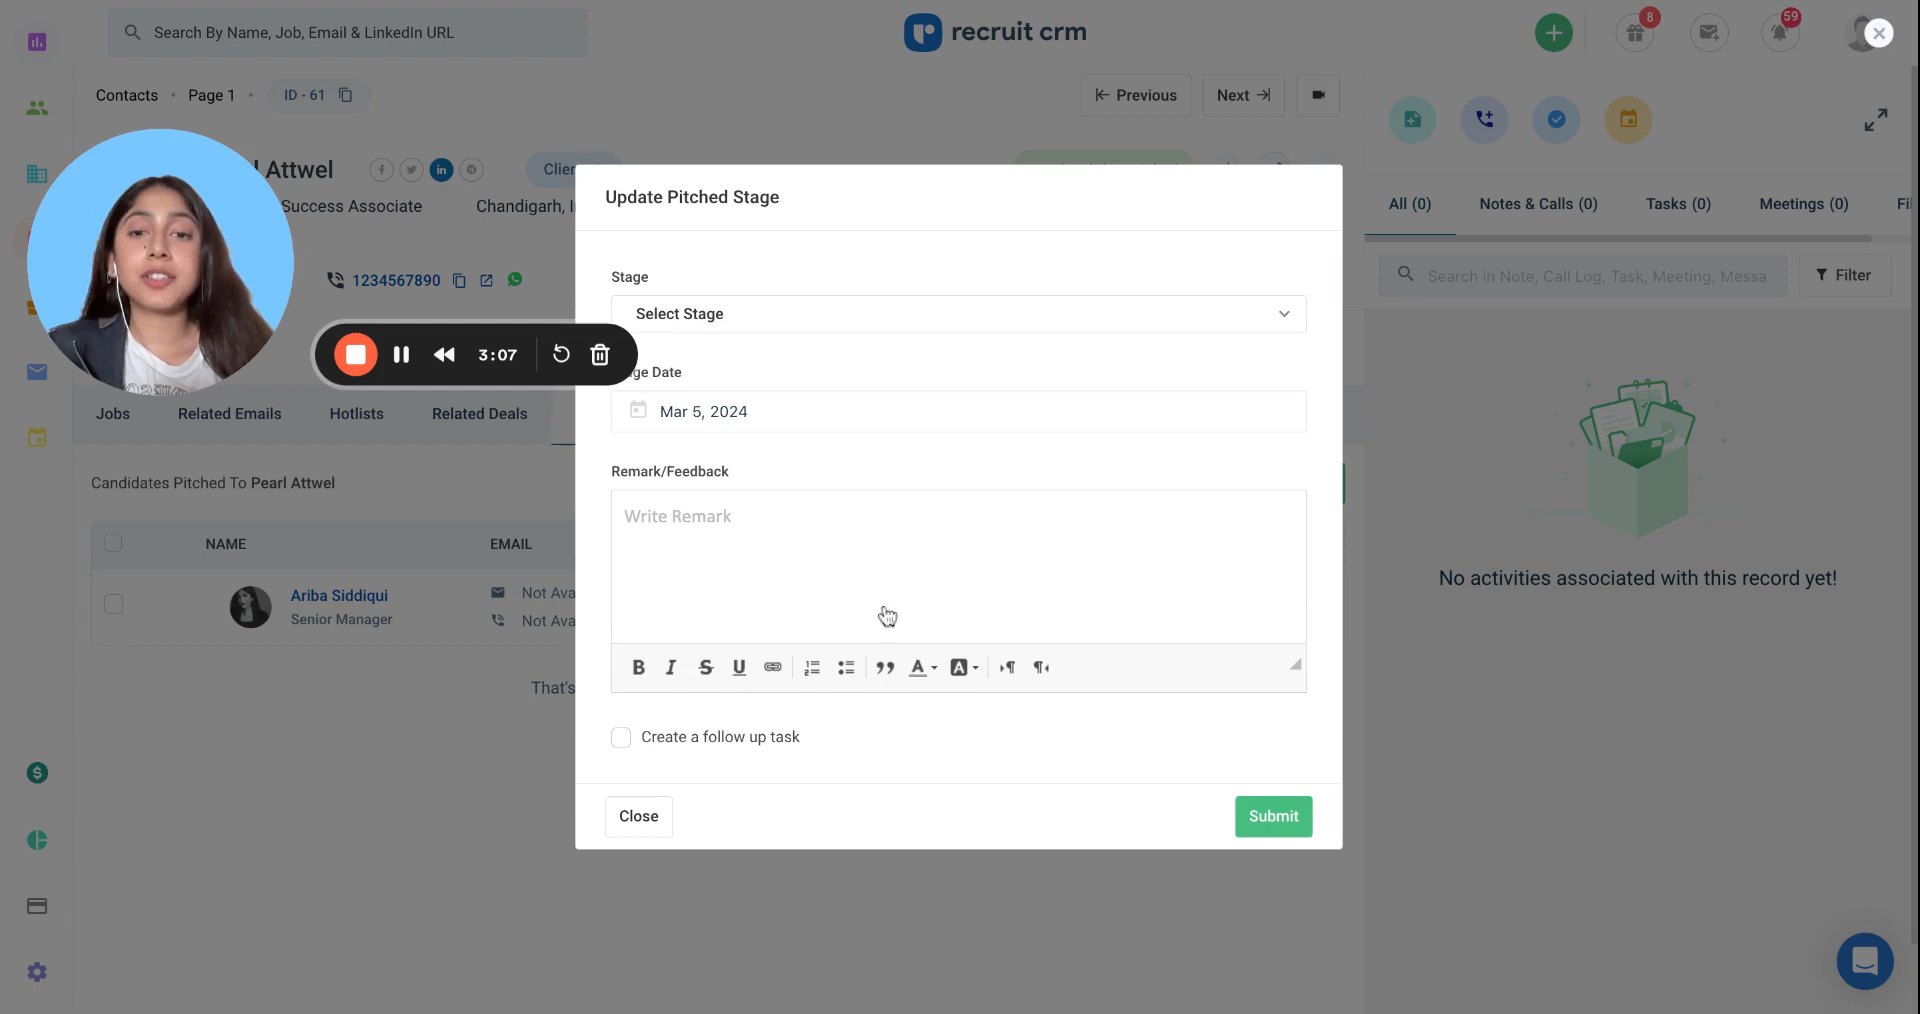 Search By Name, Job, Email & LinkedIn URL
recruit crm
8
59
Contacts • Page 1 • ID - 61
Previous
Next
Attwel
in
Success Associate
Chandigarh,
1234567890
3:07
Jobs
Related Emails
Hotlists
Related Deals
Candidates Pitched To Pearl Attwel
NAME
EMAIL
Ariba Siddiqui
Senior Manager
Not Ava
Not Ava
That's
Update Pitched Stage
Stage
Select Stage
Date
Mar 5, 2024
Remark/Feedback
Write Remark
B I S U
A A
Create a follow up task
Close
Submit
All (0)
Notes & Calls (0)
Tasks (0)
Meetings (0)
Fi
Search in Note, Call Log, Task, Meeting, Messa
Filter
No activities associated with this record yet!